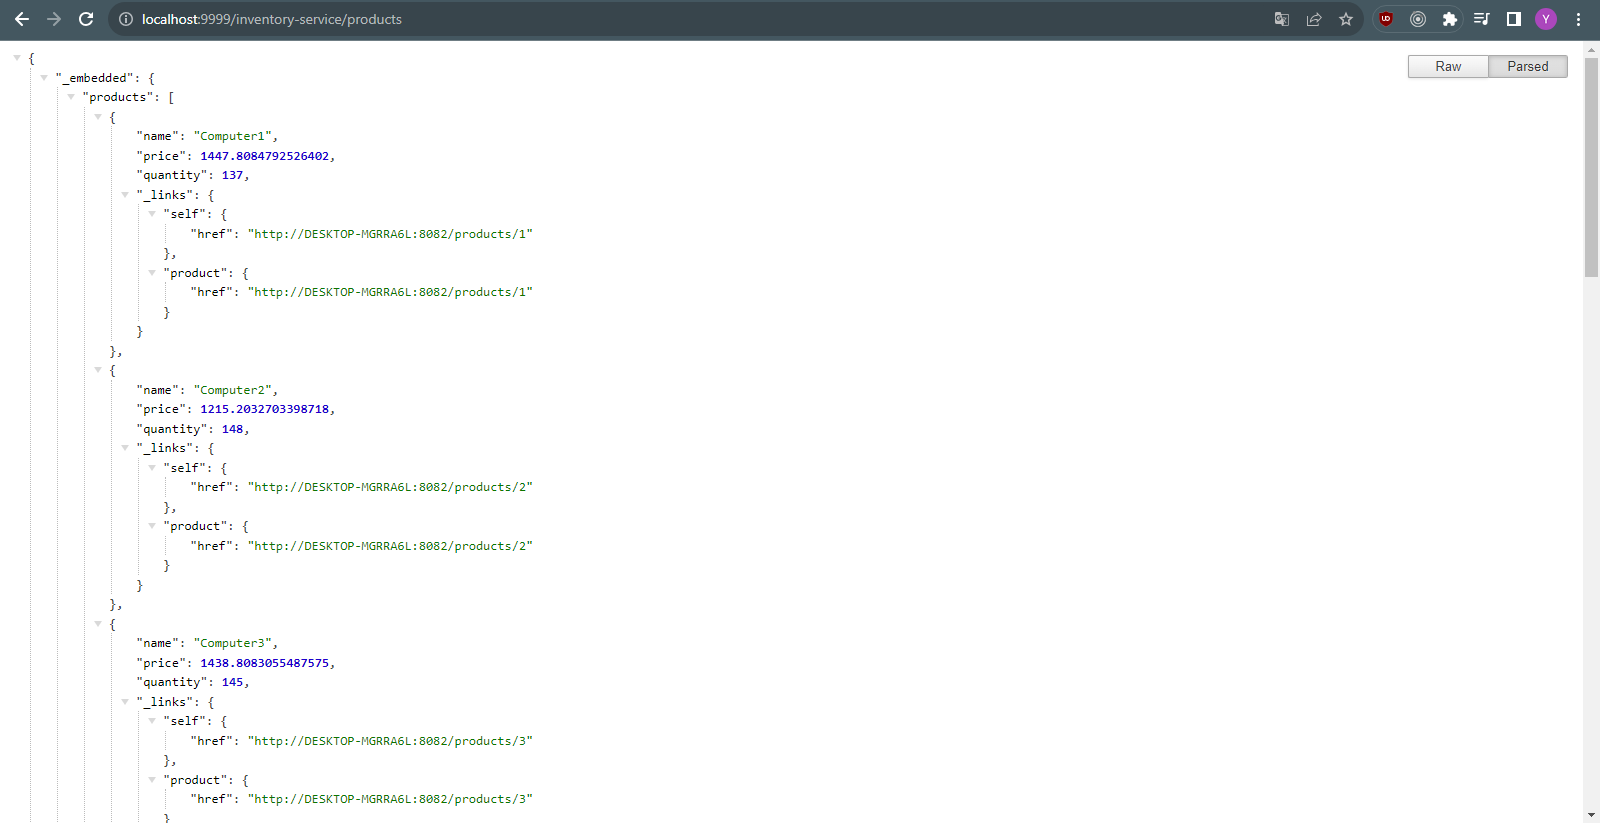 localhost:9999/inventory-service/products
Y
Raw Parsed
{
"_embedded": {
"products": [
{
"name": "Computer1",
"price": 1447.8084792526402,
"quantity": 137,
"_links": {
"self": {
"href": "http://DESKTOP-MGRRA6L:8082/products/1"
},
"product": {
"href": "http://DESKTOP-MGRRA6L:8082/products/1"
}
}
},
{
"name": "Computer2",
"price": 1215.2032703398718,
"quantity": 148,
"_links": {
"self": {
"href": "http://DESKTOP-MGRRA6L:8082/products/2"
},
"product": {
"href": "http://DESKTOP-MGRRA6L:8082/products/2"
}
}
},
{
"name": "Computer3",
"price": 1438.8083055487575,
"quantity": 145,
"_links": {
"self": {
"href": "http://DESKTOP-MGRRA6L:8082/products/3"
},
"product": {
"href": "http://DESKTOP-MGRRA6L:8082/products/3"
}